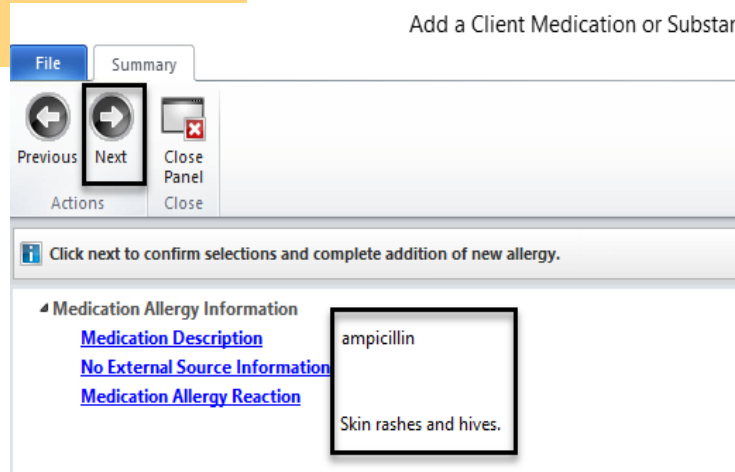 Add a Client Medication or
File Summary
Previous Next Close Panel
Actions Close
Click next to confirm selections and complete addition of new allergy.
Medication Allergy Information
Medication Description ampicillin
No External Source Information
Medication Allergy Reaction
Skin rashes and hives.